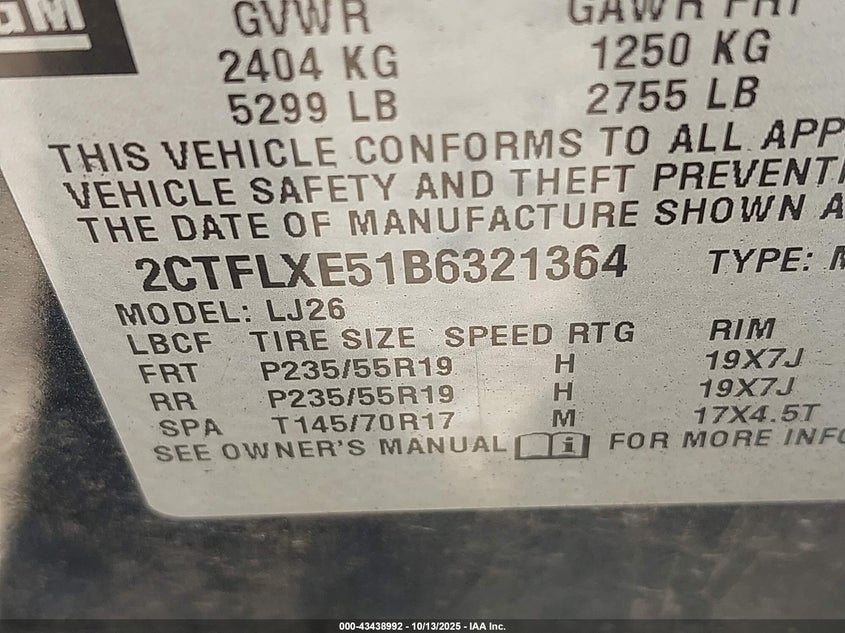 GM
GVWR GAWR FRT
2404 KG 1250 KG
5299 LB 2755 LB
THIS VEHICLE CONFORMS TO ALL APP
VEHICLE SAFETY AND THEFT PREVENTI
THE DATE OF MANUFACTURE SHOWN A
2CTFLXE51B6321364 TYPE: M
MODEL: LJ26
LBCF TIRE SIZE SPEED RTG RIM
FRT P235/55R19 H 19X7J
RR P235/55R19 H 19X7J
SPA T145/70R17 M 17X4.5T
SEE OWNER'S MANUAL i FOR MORE INFO
000-43438992 - 10/13/2025 - IAA Inc.